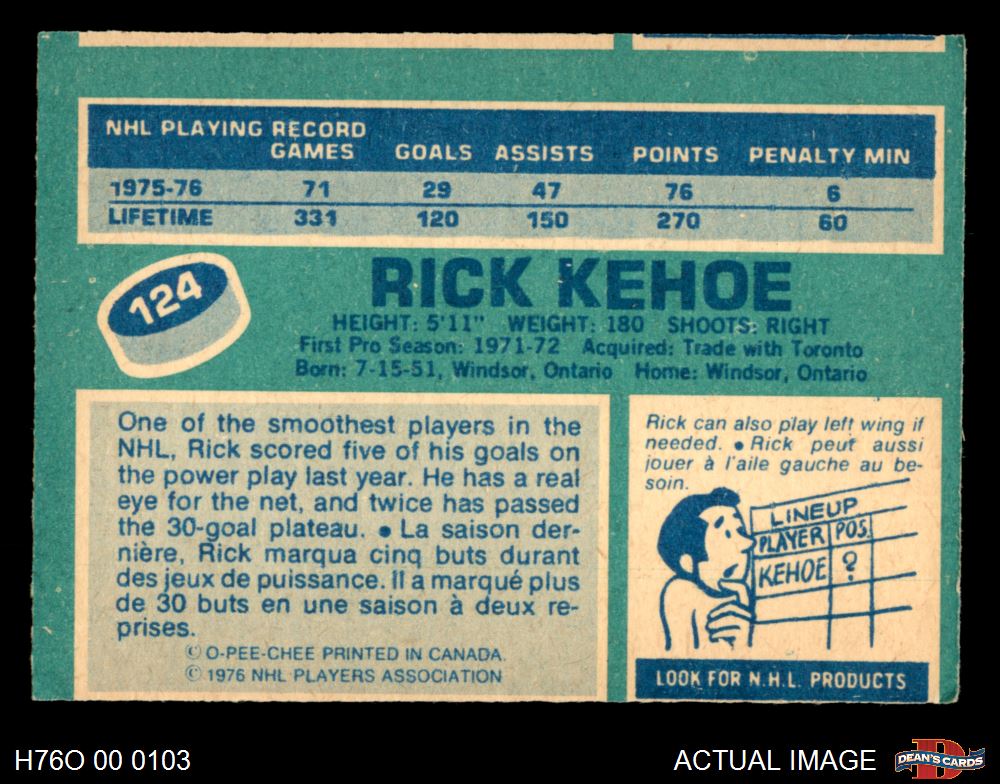 NHL PLAYING RECORD
GAMES GOALS ASSISTS POINTS PENALTY MIN
1975-76 71 29 47 76 6
LIFETIME 331 120 150 270 60
124
RICK KEHOE
HEIGHT: 5'11" WEIGHT: 180 SHOOTS: RIGHT
First Pro Season: 1971-72 Acquired: Trade with Toronto
Born: 7-15-51, Windsor, Ontario Home: Windsor, Ontario
One of the smoothest players in the
NHL, Rick scored five of his goals on
the power play last year. He has a real
eye for the net, and twice has passed
the 30-goal plateau. ● La saison der-
nière, Rick marqua cinq buts durant
des jeux de puissance. Il a marqué plus
de 30 buts en une saison à deux re-
prises.
© O-PEE-CHEE PRINTED IN CANADA.
© 1976 NHL PLAYERS ASSOCIATION
Rick can also play left wing if
needed. ● Rick peut aussi
jouer à l'aile gauche au be-
soin.
LINEUP
PLAYER POS.
KEHOE ?
LOOK FOR N.H.L. PRODUCTS
H76O 00 0103
ACTUAL IMAGE
D
DEAN'S CARDS